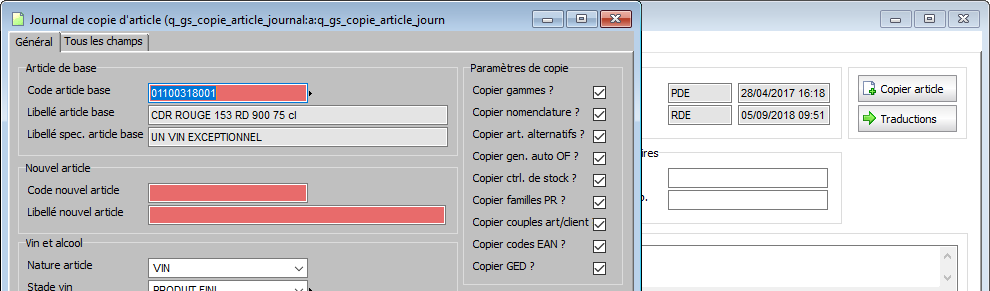 Journal de copie d'article (q_gs_copie_article_journal:a:q_gs_copie_article_journ
Général
Tous les champs
Article de base
Code article base
01100318001
Libellé article base
CDR ROUGE 153 RD 900 75 cl
Libellé spec. article base
UN VIN EXCEPTIONNEL
Nouvel article
Code nouvel article
Libellé nouvel article
Vin et alcool
Nature article
VIN
Stade vin
PRODUIT FINI
Paramètres de copie
Copier gammes ?
Copier nomenclature ?
Copier art. alternatifs ?
Copier gen. auto OF ?
Copier ctrl. de stock ?
Copier familles PR ?
Copier couples art/client
Copier codes EAN ?
Copier GED ?
PDE
28/04/2017 16:18
RDE
05/09/2018 09:51
Copier article
Traductions
ires
o.